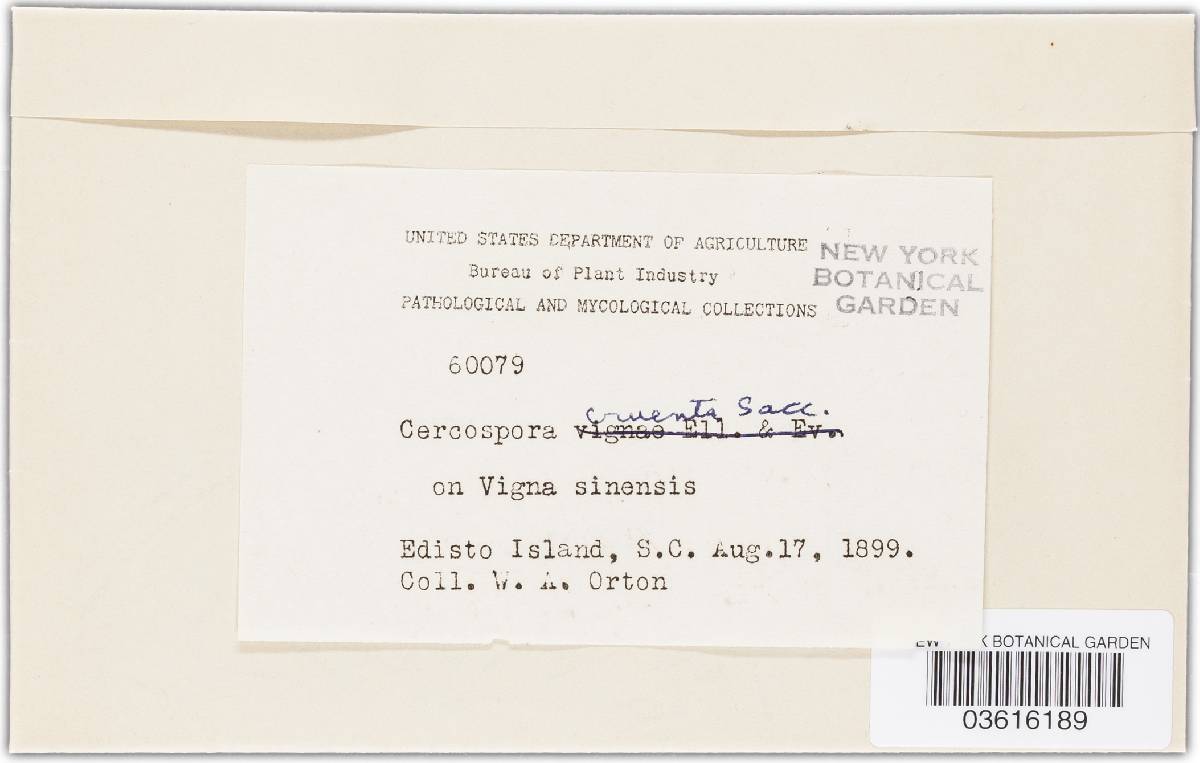 UNITED STATES DEPARTMENT OF AGRICULTURE
Bureau of Plant Industry
PATHOLOGICAL AND MYCOLOGICAL COLLECTIONS
NEW YORK
BOTANICAL
GARDEN
60079
cruenta Sacc.
Cercospora vignae Ell. & Ev.
on Vigna sinensis
Edisto Island, S.C. Aug.17, 1899.
Coll. W. A. Orton
BOTANICAL GARDEN
03616189